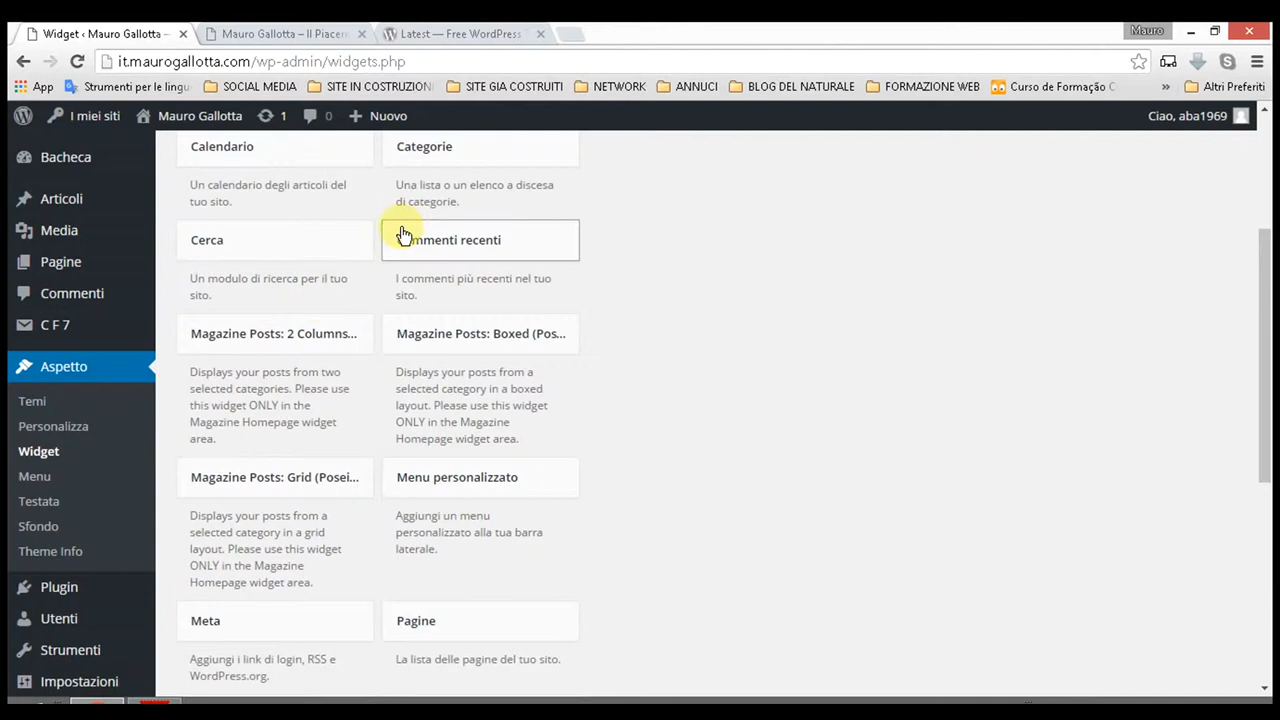 Widget ‹ Mauro Gallotta –
Mauro Gallotta – Il Piacere
Latest — Free WordPress
Mauro
it.maurogallotta.com/wp-admin/widgets.php
App
Strumenti per le lingu
SOCIAL MEDIA
SITE IN COSTRUZION
SITE GIA COSTRUITI
NETWORK
ANNUCI
BLOG DEL NATURALE
FORMAZIONE WEB
Curso de Formação
»
Altri Preferiti
I miei siti
Mauro Gallotta
1
0
Nuovo
Ciao, aba1969
Bacheca
Articoli
Media
Pagine
Commenti
C F 7
Aspetto
Temi
Personalizza
Widget
Menu
Testata
Sfondo
Theme Info
Plugin
Utenti
Strumenti
Impostazioni
Calendario
Un calendario degli articoli del
tuo sito.
Categorie
Una lista o un elenco a discesa
di categorie.
Cerca
Un modulo di ricerca per il tuo
sito.
mmenti recenti
I commenti più recenti nel tuo
sito.
Magazine Posts: 2 Columns...
Displays your posts from two
selected categories. Please use
this widget ONLY in the
Magazine Homepage widget
area.
Magazine Posts: Boxed (Pos...
Displays your posts from a
selected category in a boxed
layout. Please use this widget
ONLY in the Magazine
Homepage widget area.
Magazine Posts: Grid (Posei...
Displays your posts from a
selected category in a grid
layout. Please use this widget
ONLY in the Magazine
Homepage widget area.
Menu personalizzato
Aggiungi un menu
personalizzato alla tua barra
laterale.
Meta
Aggiungi i link di login, RSS e
WordPress.org.
Pagine
La lista delle pagine del tuo sito.